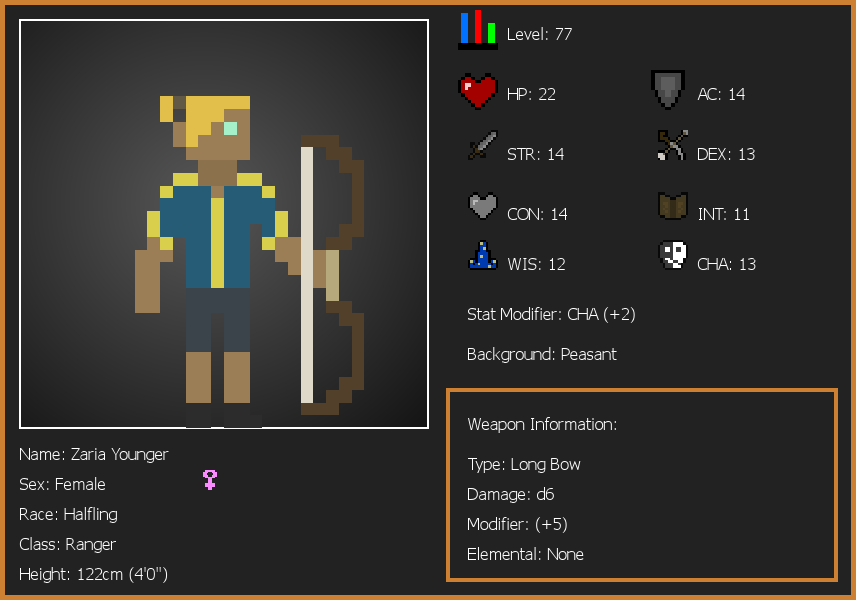 Level: 77
HP: 22
AC: 14
STR: 14
DEX: 13
CON: 14
INT: 11
WIS: 12
CHA: 13
Stat Modifier: CHA (+2)
Background: Peasant
Weapon Information:
Type: Long Bow
Damage: d6
Modifier: (+5)
Elemental: None
Name: Zaria Younger
Sex: Female
Race: Halfling
Class: Ranger
Height: 122cm (4'0")